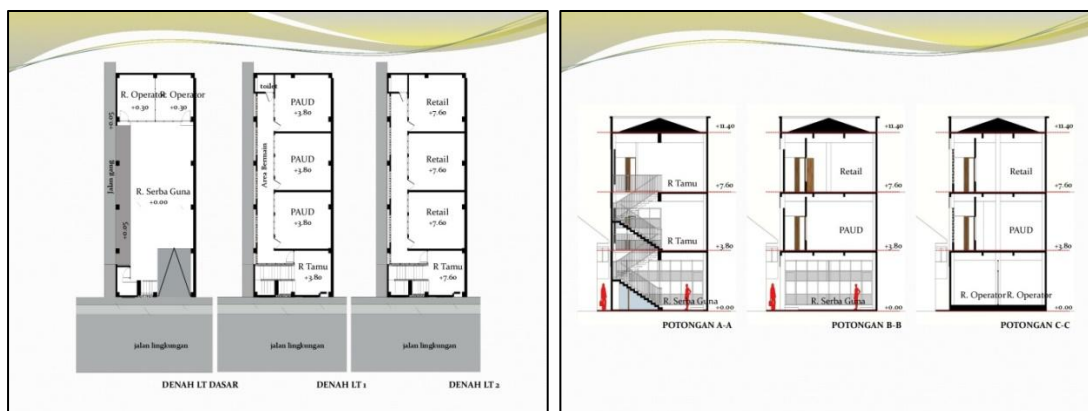 R. Operator
R. Operator
+0.30
+0.30
+0.05
jalan gang
+0.05
R. Serba Guna
+0.00
jalan lingkungan
DENAH LT DASAR
toilet
PAUD
+3.80
Area Bermain
PAUD
+3.80
PAUD
+3.80
R Tamu
+3.80
jalan lingkungan
DENAH LT 1
Retail
+7.60
Retail
+7.60
Retail
+7.60
R Tamu
+7.60
jalan lingkungan
DENAH LT 2
+11.40
R Tamu
+7.60
R Tamu
+3.80
R. Serba Guna
+0.00
POTONGAN A-A
+11.40
Retail
+7.60
PAUD
+3.80
R. Serba Guna
+0.00
POTONGAN B-B
+11.40
Retail
+7.60
PAUD
+3.80
R. Operator
R. Operator
+0.00
POTONGAN C-C